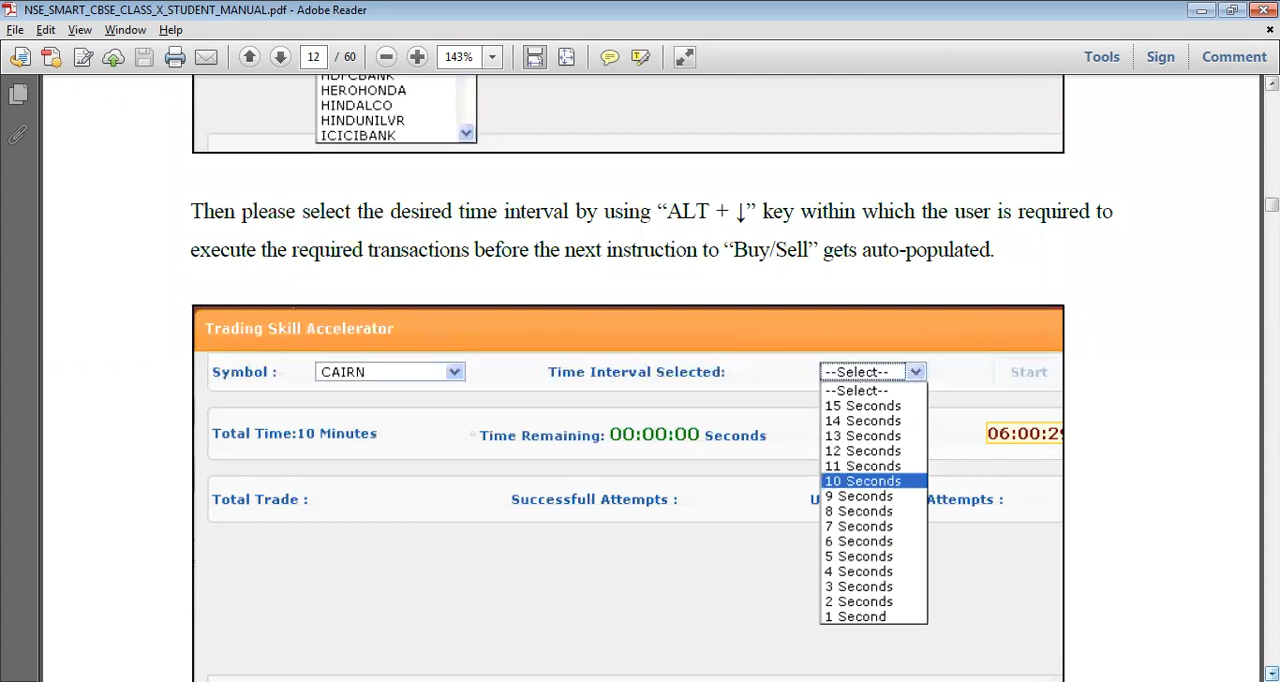 NSE_SMART_CBSE_CLASS_X_STUDENT_MANUAL.pdf - Adobe Reader
File Edit View Window Help
12 / 60 143% Tools Sign Comment
HDFCBANK
HEROHONDA
HINDALCO
HINDUNILVR
ICICIBANK
Then please select the desired time interval by using “ALT + ↓” key within which the user is required to
execute the required transactions before the next instruction to “Buy/Sell” gets auto-populated.
Trading Skill Accelerator
Symbol : CAIRN Time Interval Selected: --Select-- Start
--Select--
15 Seconds
14 Seconds
13 Seconds
12 Seconds
11 Seconds
10 Seconds
9 Seconds
8 Seconds
7 Seconds
6 Seconds
5 Seconds
4 Seconds
3 Seconds
2 Seconds
1 Second
Total Time:10 Minutes Time Remaining: 00:00:00 Seconds 06:00:29
Total Trade : Successfull Attempts : U Attempts :